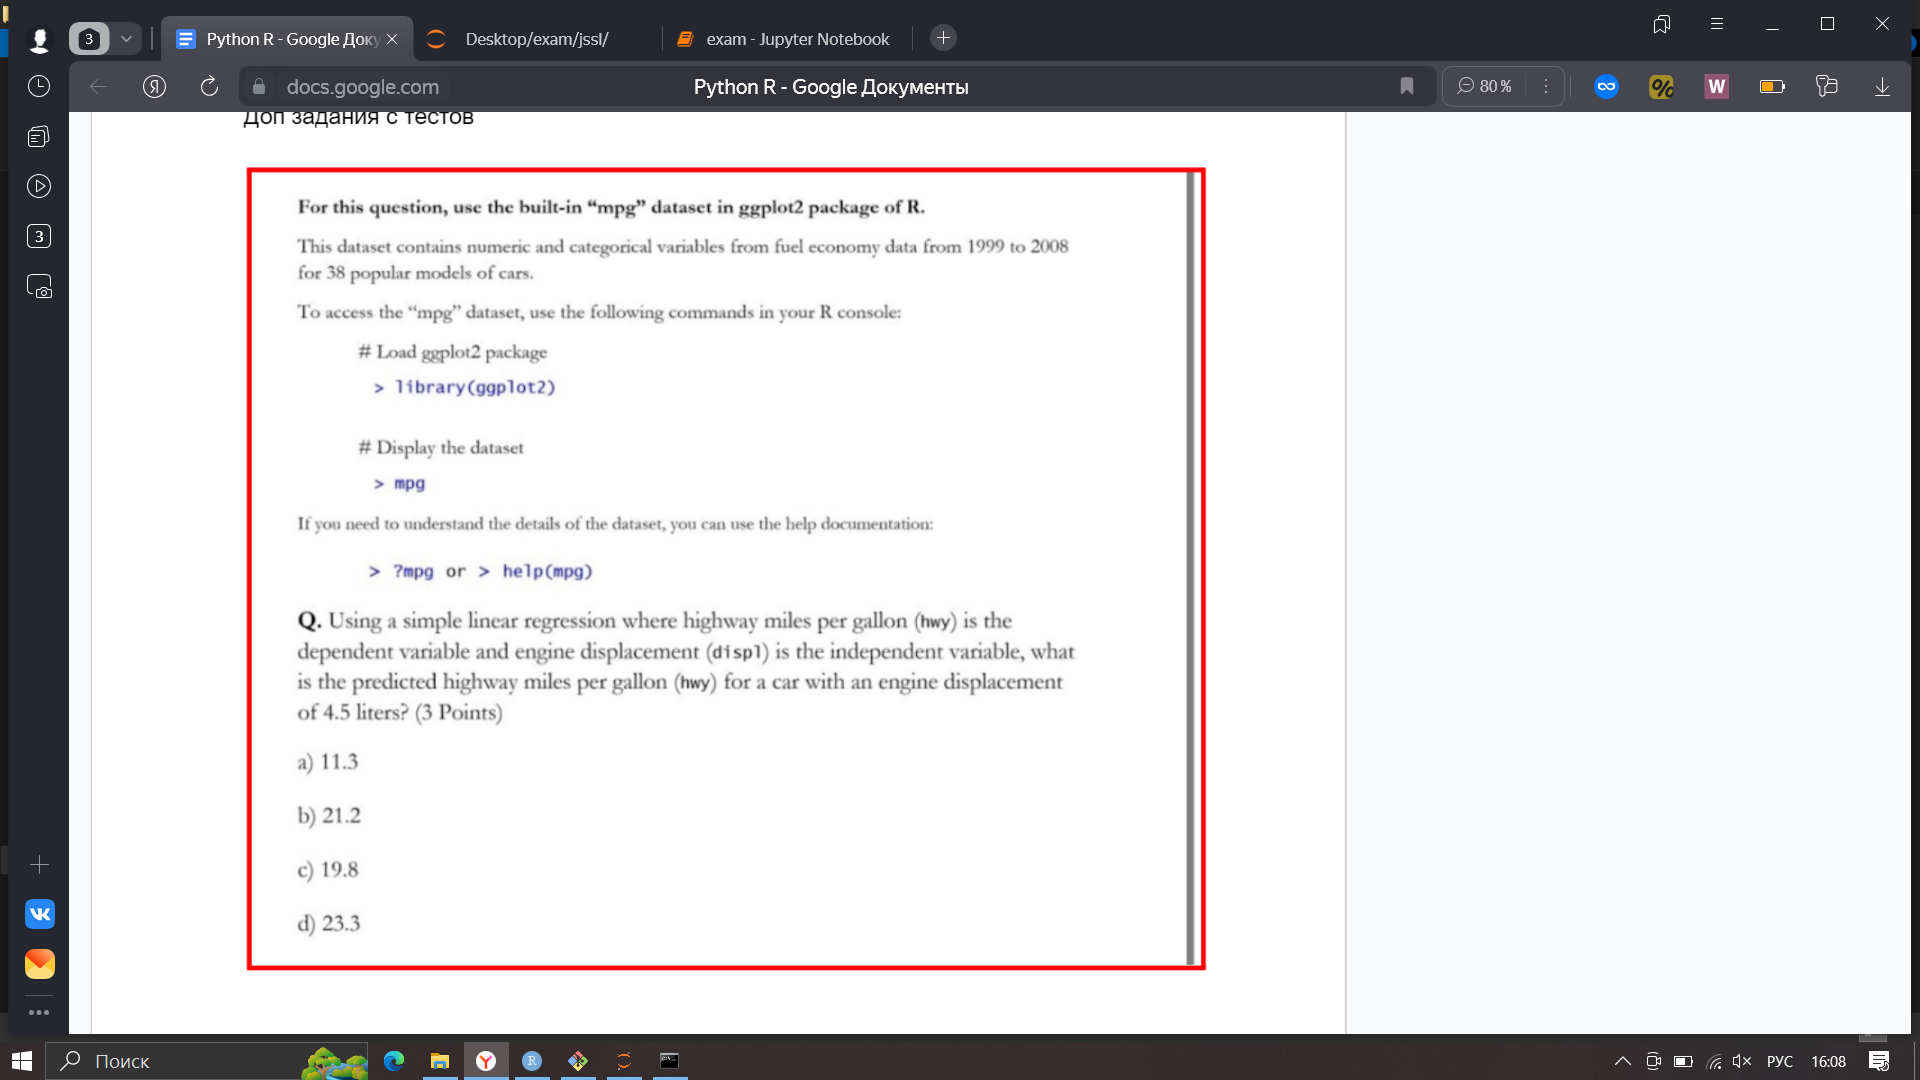 3
Python R - Google Доку
Desktop/exam/jssl/
exam - Jupyter Notebook
docs.google.com
Python R - Google Документы
80 %
W
3
Доп задания с тестов
For this question, use the built-in “mpg” dataset in ggplot2 package of R.
This dataset contains numeric and categorical variables from fuel economy data from 1999 to 2008
for 38 popular models of cars.
To access the “mpg” dataset, use the following commands in your R console:
# Load ggplot2 package
> library(ggplot2)
# Display the dataset
> mpg
If you need to understand the details of the dataset, you can use the help documentation:
> ?mpg or > help(mpg)
Q. Using a simple linear regression where highway miles per gallon (hwy) is the
dependent variable and engine displacement (displ) is the independent variable, what
is the predicted highway miles per gallon (hwy) for a car with an engine displacement
of 4.5 liters? (3 Points)
a) 11.3
b) 21.2
c) 19.8
d) 23.3
Поиск
РУС
16:08